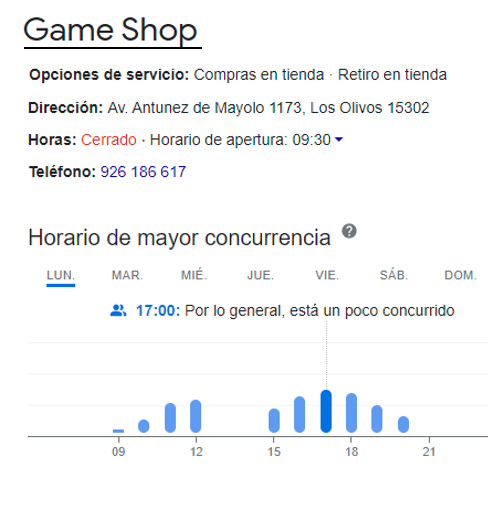 Game Shop
Opciones de servicio: Compras en tienda · Retiro en tienda
Dirección: Av. Antunez de Mayolo 1173, Los Olivos 15302
Horas: Cerrado · Horario de apertura: 09:30
Teléfono: 926 186 617
Horario de mayor concurrencia ?
LUN. MAR. MIÉ. JUE. VIE. SÁB. DOM.
17:00: Por lo general, está un poco concurrido
09 12 15 18 21